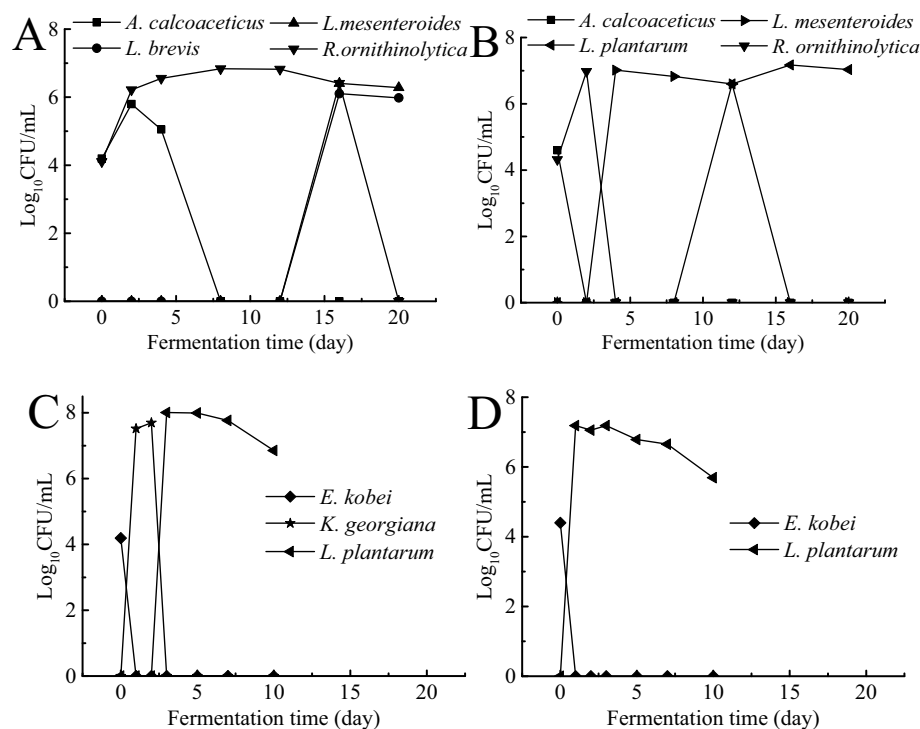 A
A. calcoaceticus
L.mesenteroides
L. brevis
R.ornithinolytica
8
6
4
2
0
Log10CFU/mL
0
5
10
15
20
Fermentation time (day)
B
A. calcoaceticus
L. mesenteroides
L. plantarum
R. ornithinolytica
8
6
4
2
0
Log10CFU/mL
0
5
10
15
20
Fermentation time (day)
C
8
6
4
2
0
Log10CFU/mL
E. kobei
K. georgiana
L. plantarum
0
5
10
15
20
Fermentation time (day)
D
8
6
4
2
0
Log10CFU/mL
E. kobei
L. plantarum
0
5
10
15
20
Fermentation time (day)